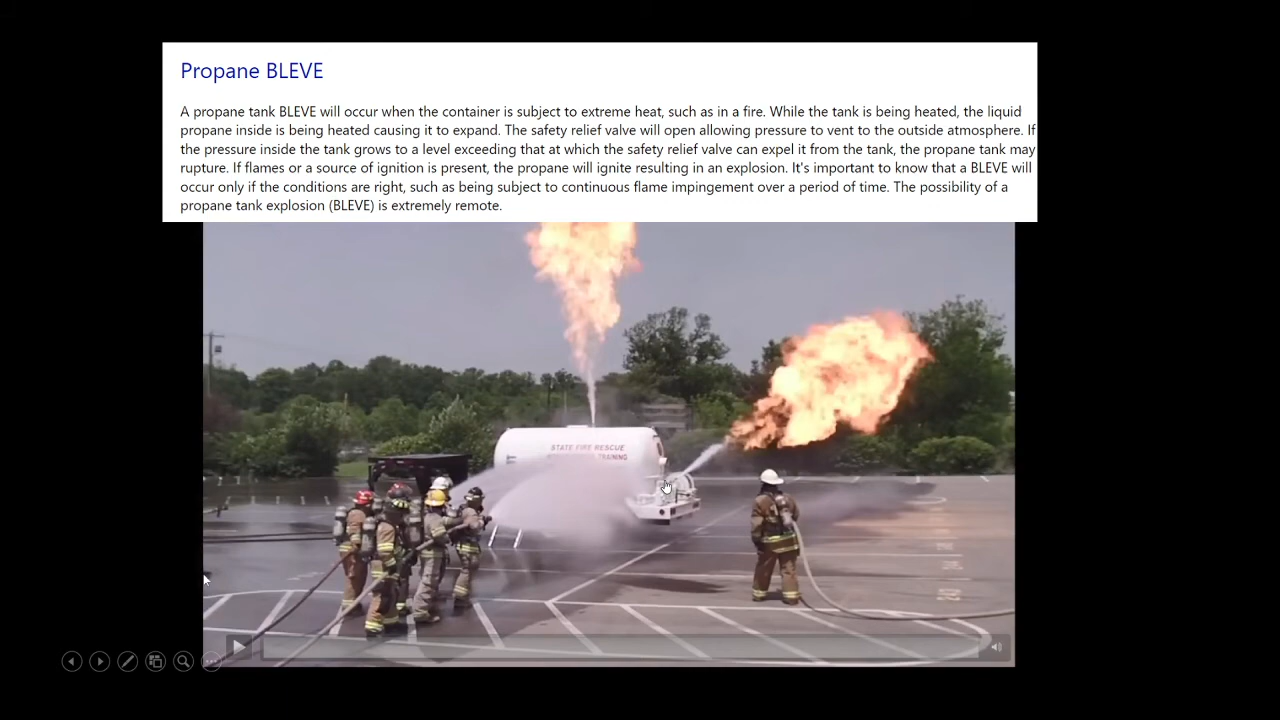 Propane BLEVE
A propane tank BLEVE will occur when the container is subject to extreme heat, such as in a fire. While the tank is being heated, the liquid
propane inside is being heated causing it to expand. The safety relief valve will open allowing pressure to vent to the outside atmosphere. If
the pressure inside the tank grows to a level exceeding that at which the safety relief valve can expel it from the tank, the propane tank may
rupture. If flames or a source of ignition is present, the propane will ignite resulting in an explosion. It's important to know that a BLEVE will
occur only if the conditions are right, such as being subject to continuous flame impingement over a period of time. The possibility of a
propane tank explosion (BLEVE) is extremely remote.
STATE FIRE RESCUE
TRAINING